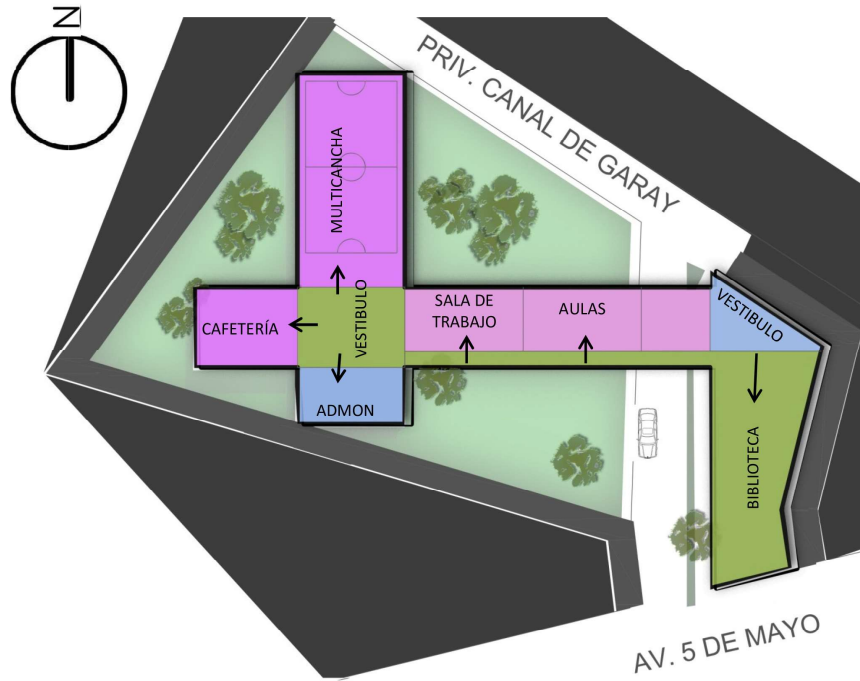 N
PRIV. CANAL DE GARAY
MULTICANCHA
VESTIBULO
CAFETERÍA
SALA DE
TRABAJO
AULAS
VESTIBULO
ADMON
BIBLIOTECA
AV. 5 DE MAYO